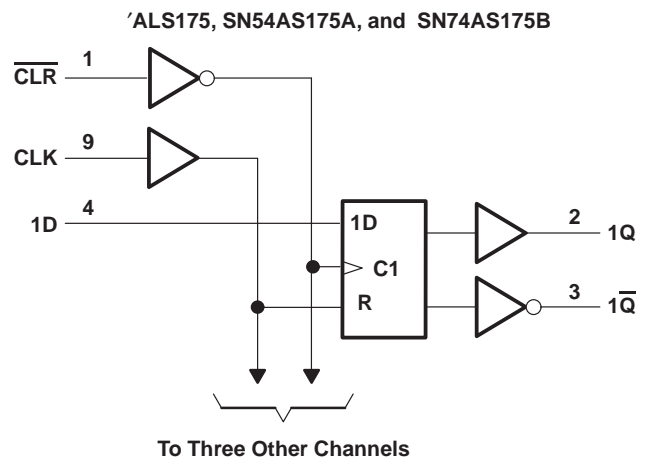 ′ALS175, SN54AS175A, and SN74AS175B
1
C̅L̅R̅
9
CLK
4
1D
1D
C1
R
2
1Q
3
1Q̅
To Three Other Channels